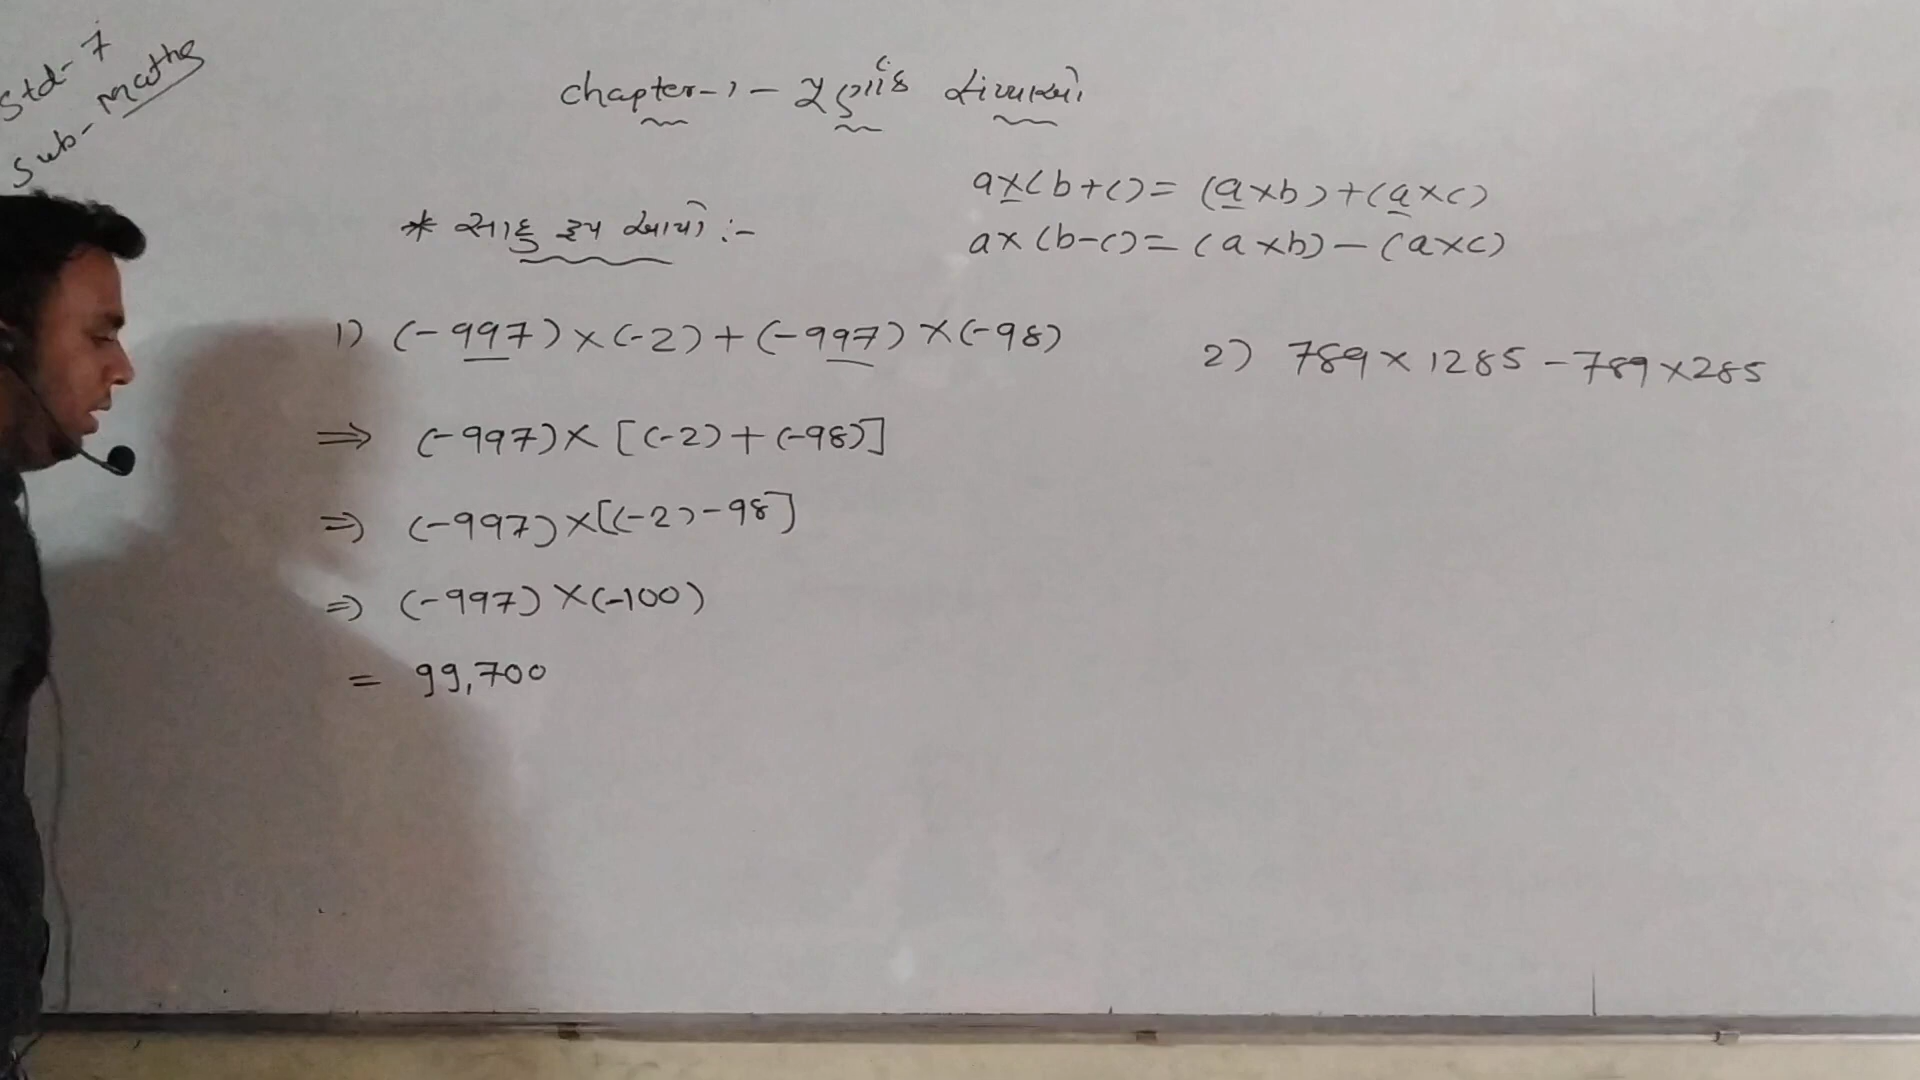 Std-7
Sub-Maths
chapter-1 - પૂર્ણાંક સંખ્યાઓ
* સાદુ રૂપ આપો :-
a×(b+c)= (a×b)+(a×c)
a×(b-c)= (a×b)-(a×c)
1) (-997)×(-2)+(-997)×(-98)
⇒ (-997)×[(-2)+(-98)]
⇒ (-997)×[(-2)-98]
⇒ (-997)×(-100)
= 99,700
2) 789×1285-789×285